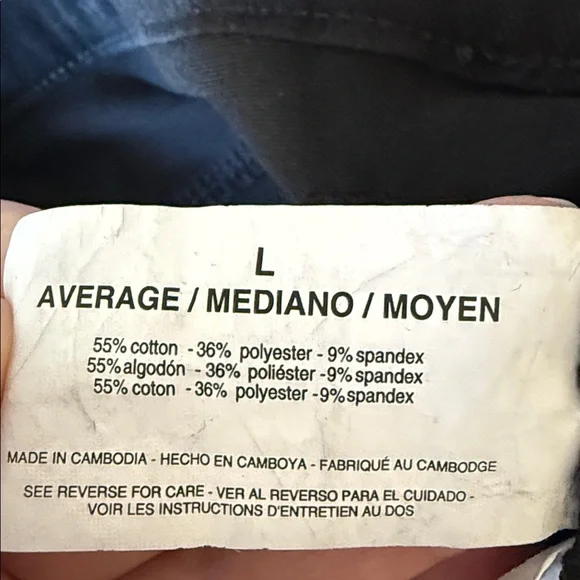 L
AVERAGE / MEDIANO / MOYEN
55% cotton - 36% polyester - 9% spandex
55% algodón - 36% poliéster - 9% spandex
55% coton - 36% polyester - 9% spandex
MADE IN CAMBODIA - HECHO EN CAMBOYA - FABRIQUÉ AU CAMBODGE
SEE REVERSE FOR CARE - VER AL REVERSO PARA EL CUIDADO -
VOIR LES INSTRUCTIONS D'ENTRETIEN AU DOS